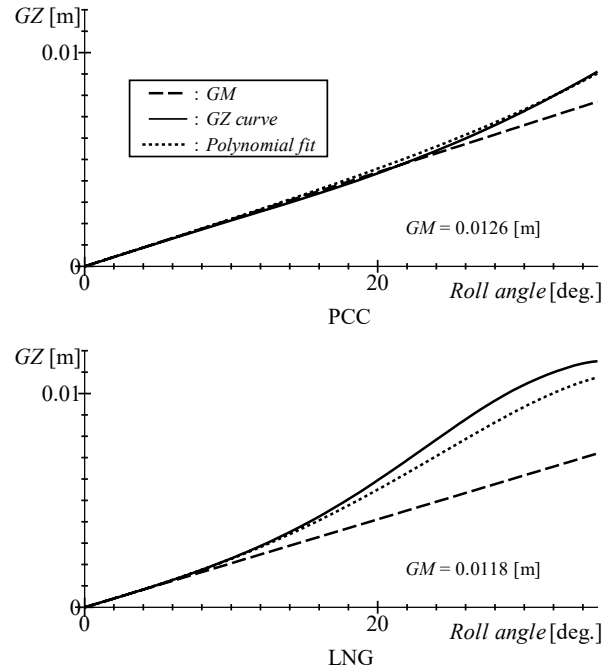 GZ [m]
0.01
: GM
: GZ curve
: Polynomial fit
GM = 0.0126 [m]
0
0
20
Roll angle [deg.]
PCC
GZ [m]
0.01
GM = 0.0118 [m]
0
0
20
Roll angle [deg.]
LNG